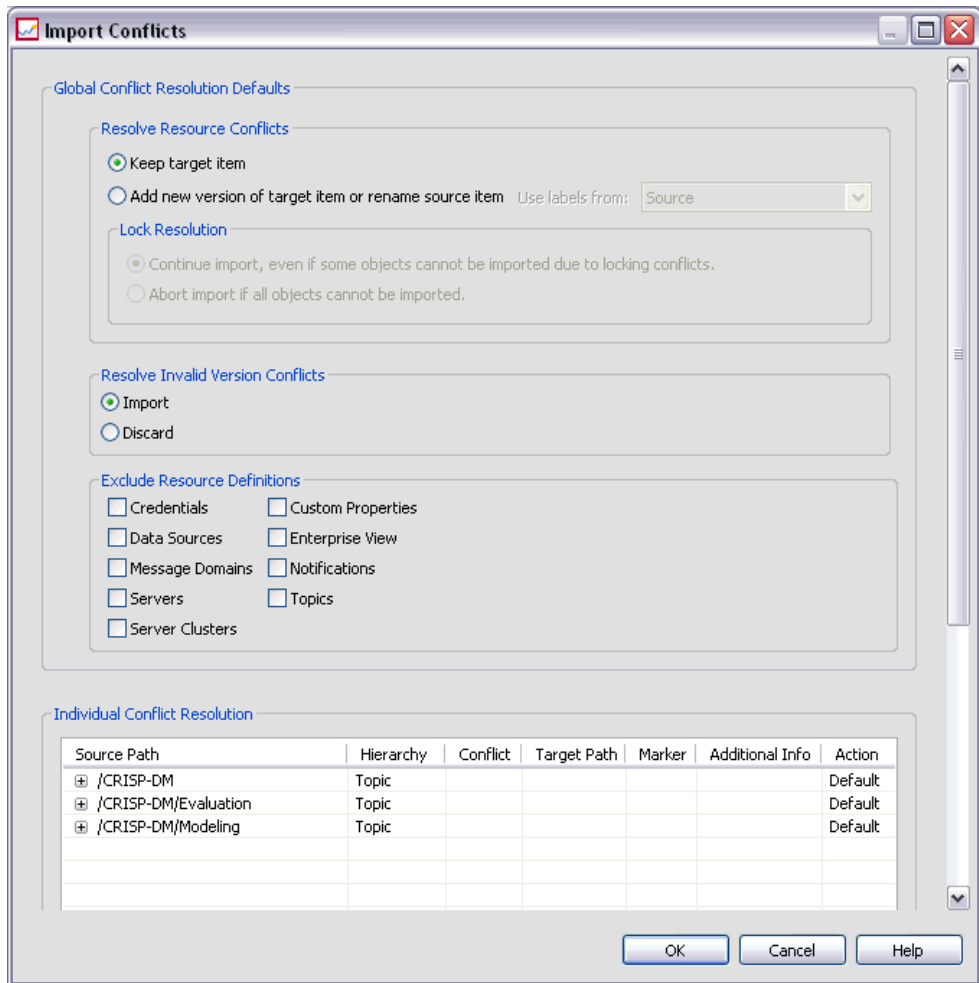 Import Conflicts
Global Conflict Resolution Defaults
Resolve Resource Conflicts
Keep target item
Add new version of target item or rename source item Use labels from: Source
Lock Resolution
Continue import, even if some objects cannot be imported due to locking conflicts.
Abort import if all objects cannot be imported.
Resolve Invalid Version Conflicts
Import
Discard
Exclude Resource Definitions
Credentials Custom Properties
Data Sources Enterprise View
Message Domains Notifications
Servers Topics
Server Clusters
Individual Conflict Resolution
Source Path Hierarchy Conflict Target Path Marker Additional Info Action
/CRISP-DM Topic Default
/CRISP-DM/Evaluation Topic Default
/CRISP-DM/Modeling Topic Default
OK Cancel Help